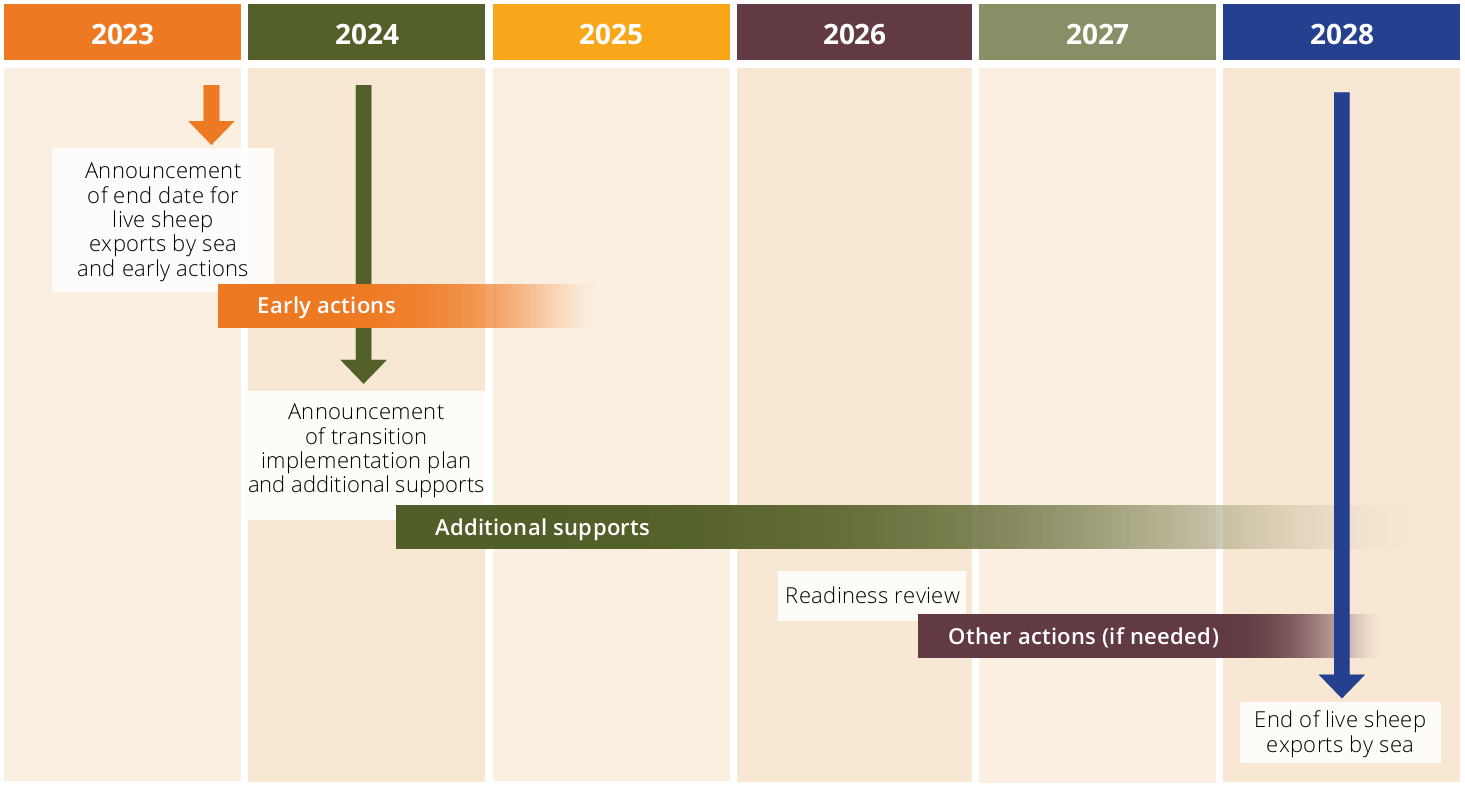 2023
2024
2025
2026
2027
2028
Announcement
of end date for
live sheep
exports by sea
and early actions
Early actions
Announcement
of transition
implementation plan
and additional supports
Additional supports
Readiness review
Other actions (if needed)
End of live sheep
exports by sea